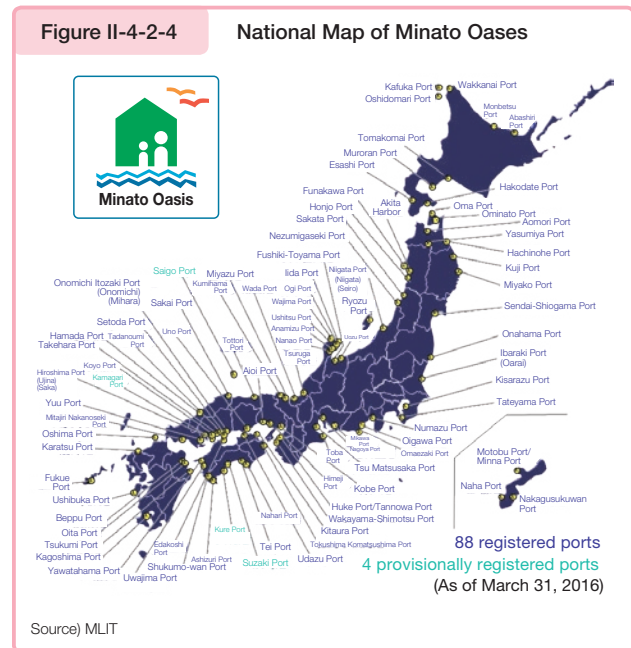 Figure II-4-2-4
National Map of Minato Oases
Minato Oasis
Kafuka Port
Wakkanai Port
Oshidomari Port
Monbetsu
Port
Abashiri
Port
Tomakomai Port
Muroran Port
Esashi Port
Hakodate Port
Funakawa Port
Akita
Harbor
Oma Port
Honjo Port
Ominato Port
Sakata Port
Aomori Port
Nezumigaseki Port
Yasumiya Port
Hachinohe Port
Fushiki-Toyama Port
Kuji Port
Saigo Port
Miyazu Port
Iida Port
Niigata Port
(Niigata)
(Seiro)
Miyako Port
Kumihama
Port
Wada Port
Ogi Port
Ryozu
Port
Onomichi Itozaki Port
(Onomichi)
(Mihara)
Sakai Port
Wajima Port
Sendai-Shiogama Port
Ushitsu Port
Setoda Port
Uno Port
Anamizu Port
Hamada Port
Tadanoumi
Port
Tottori
Port
Nanao Port
Uozu Port
Onahama Port
Takehara Port
Tsuruga
Port
Ibaraki Port
(Oarai)
Koyo Port
Aioi Port
Hiroshima Port
(Ujina)
(Saka)
Kamagari
Port
Kisarazu Port
Yuu Port
Tateyama Port
Mitajiri Nakanoseki
Port
Numazu Port
Oshima Port
Oigawa Port
Mikawa
Port
Karatsu Port
Nagoya Port
Omaezaki Port
Toba
Port
Tsu Matsusaka Port
Motobu Port/
Minna Port
Fukue
Port
Himeji
Port
Kobe Port
Naha Port
Ushibuka Port
Huke Port/Tannowa Port
Nakagusukuwan
Port
Beppu Port
Nahari Port
Wakayama-Shimotsu Port
Oita Port
Kure Port
Kitaura Port
Tsukumi Port
Edakoshi
Port
Tei Port
Tokushima Komatsushima Port
Kagoshima Port
Ashizuri Port
Suzaki Port
Udazu Port
Yawatahama Port
Shukumo-wan Port
Uwajima Port
88 registered ports
4 provisionally registered ports
(As of March 31, 2016)
Source) MLIT